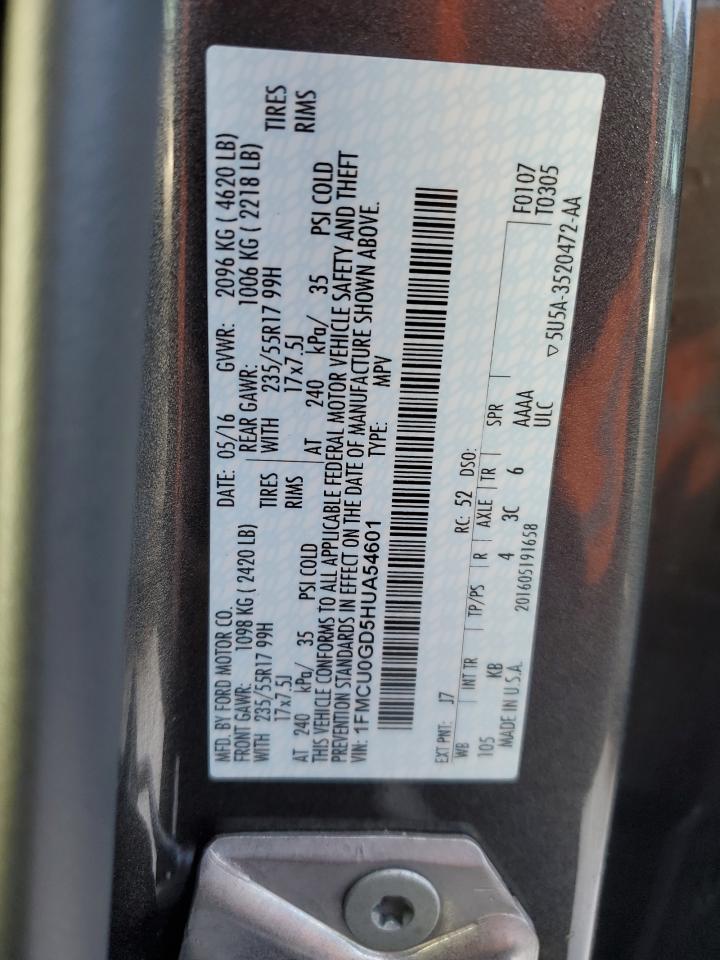 MFD. BY FORD MOTOR CO.
DATE: 05/16 GVWR: 2096 KG ( 4620 LB)
FRONT GAWR: 1098 KG ( 2420 LB) REAR GAWR: 1006 KG ( 2218 LB)
WITH 235/55R17 99H TIRES WITH 235/55R17 99H TIRES
17x7.5J RIMS 17x7.5J RIMS
AT 240 kPa/ 35 PSI COLD AT 240 kPa/ 35 PSI COLD
THIS VEHICLE CONFORMS TO ALL APPLICABLE FEDERAL MOTOR VEHICLE SAFETY AND THEFT
PREVENTION STANDARDS IN EFFECT ON THE DATE OF MANUFACTURE SHOWN ABOVE.
VIN: 1FMCU0GD5HUA54601 TYPE: MPV
EXT PNT: J7 RC: 52 DSO:
WB INT TR TP/PS R AXLE TR SPR F0107
105 KB 4 3C 6 AAAA T0305
MADE IN U.S.A. 201605191658 ULC
▽ 5U5A-3520472-AA